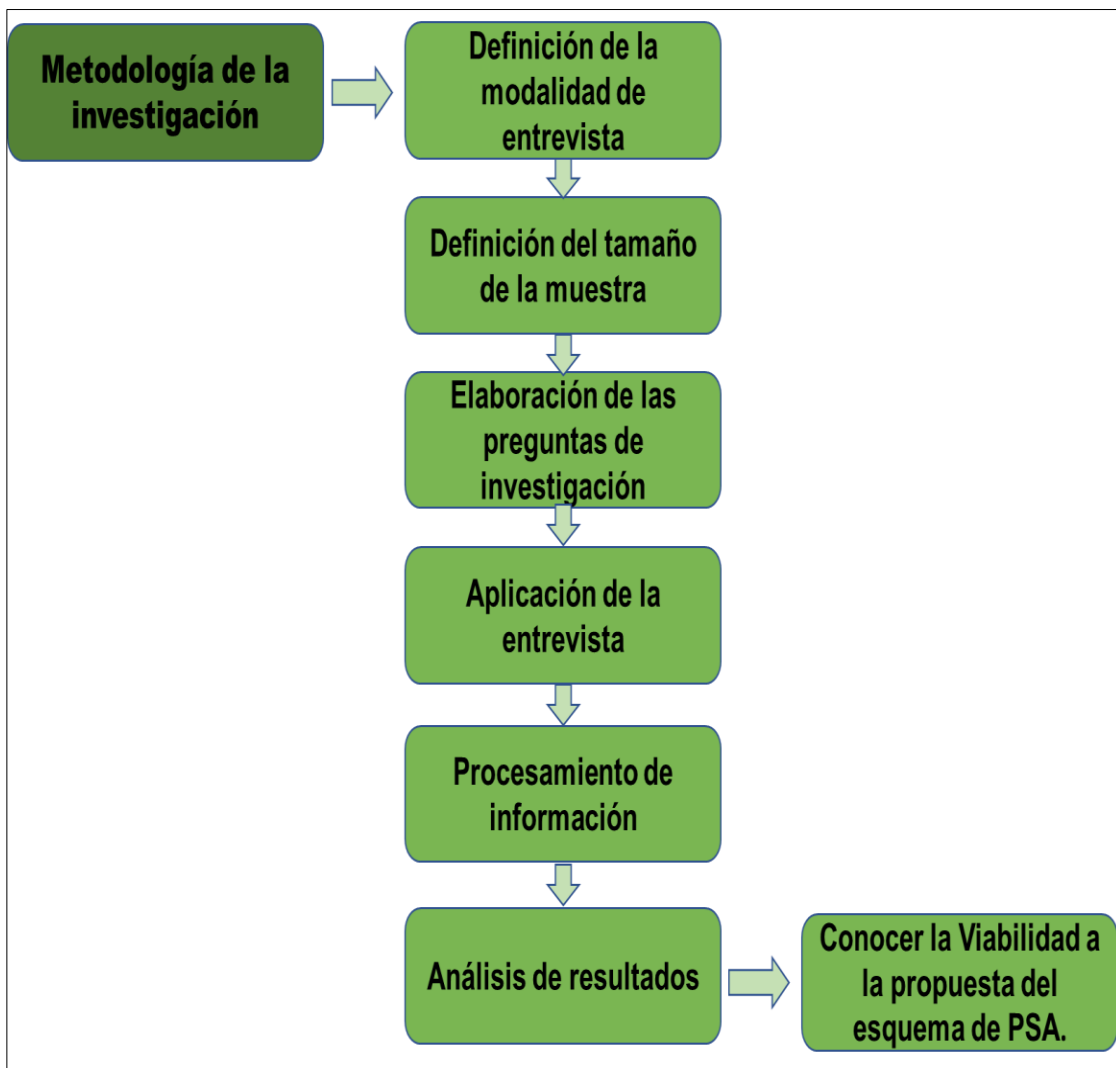 Metodología de la
investigación
Definición de la
modalidad de
entrevista
Definición del tamaño
de la muestra
Elaboración de las
preguntas de
investigación
Aplicación de la
entrevista
Procesamiento de
información
Análisis de resultados
Conocer la Viabilidad a
la propuesta del
esquema de PSA.